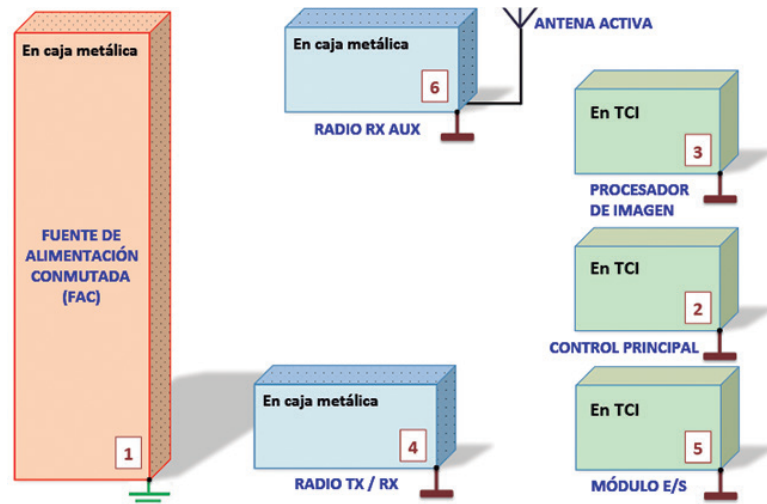 En caja metálica
FUENTE DE
ALIMENTACIÓN
CONMUTADA
(FAC)
1
En caja metálica
6
RADIO RX AUX
ANTENA ACTIVA
En TCI
3
PROCESADOR
DE IMAGEN
En TCI
2
CONTROL PRINCIPAL
En caja metálica
4
RADIO TX / RX
En TCI
5
MÓDULO E/S